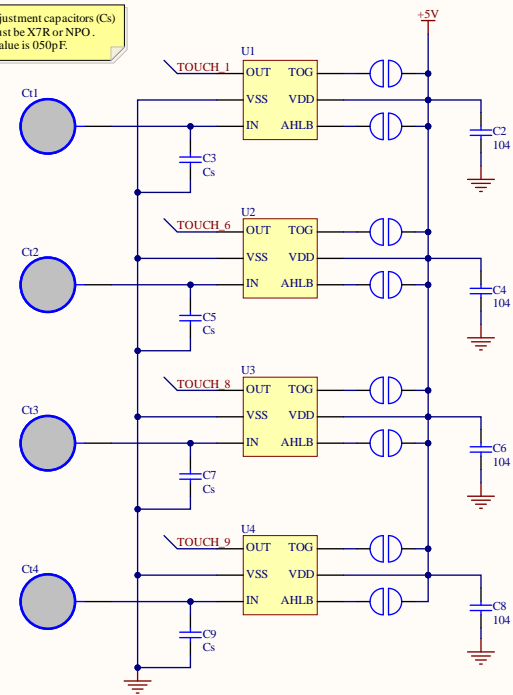 justment capacitors (Cs)
ust be X7R or NPO .
alue is 050pF.
+5V
U1
TOUCH_1
OUT TOG
VSS VDD
IN AHLB
Ct1
C3
Cs
C2
104
U2
TOUCH_6
OUT TOG
VSS VDD
IN AHLB
Ct2
C5
Cs
C4
104
U3
TOUCH_8
OUT TOG
VSS VDD
IN AHLB
Ct3
C7
Cs
C6
104
U4
TOUCH_9
OUT TOG
VSS VDD
IN AHLB
Ct4
C9
Cs
C8
104